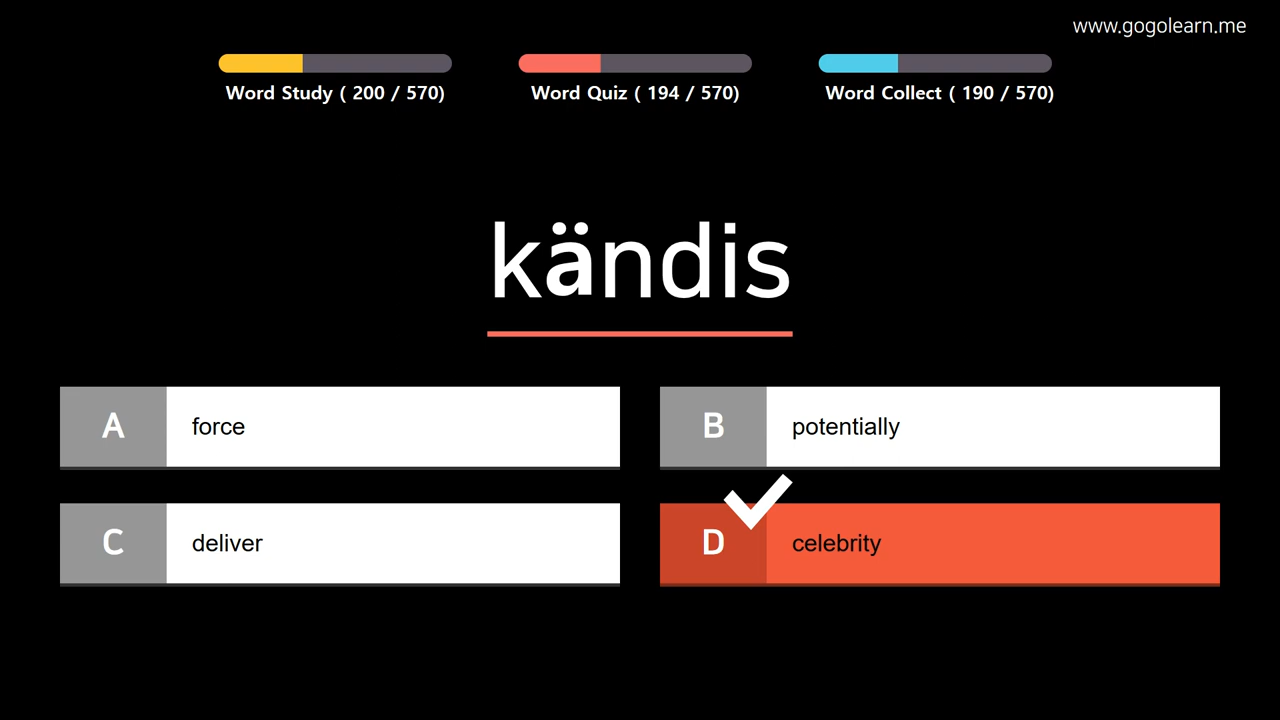 www.gogolearn.me
Word Study ( 200 / 570)
Word Quiz ( 194 / 570)
Word Collect ( 190 / 570)
kändis
A force
B potentially
C deliver
D celebrity